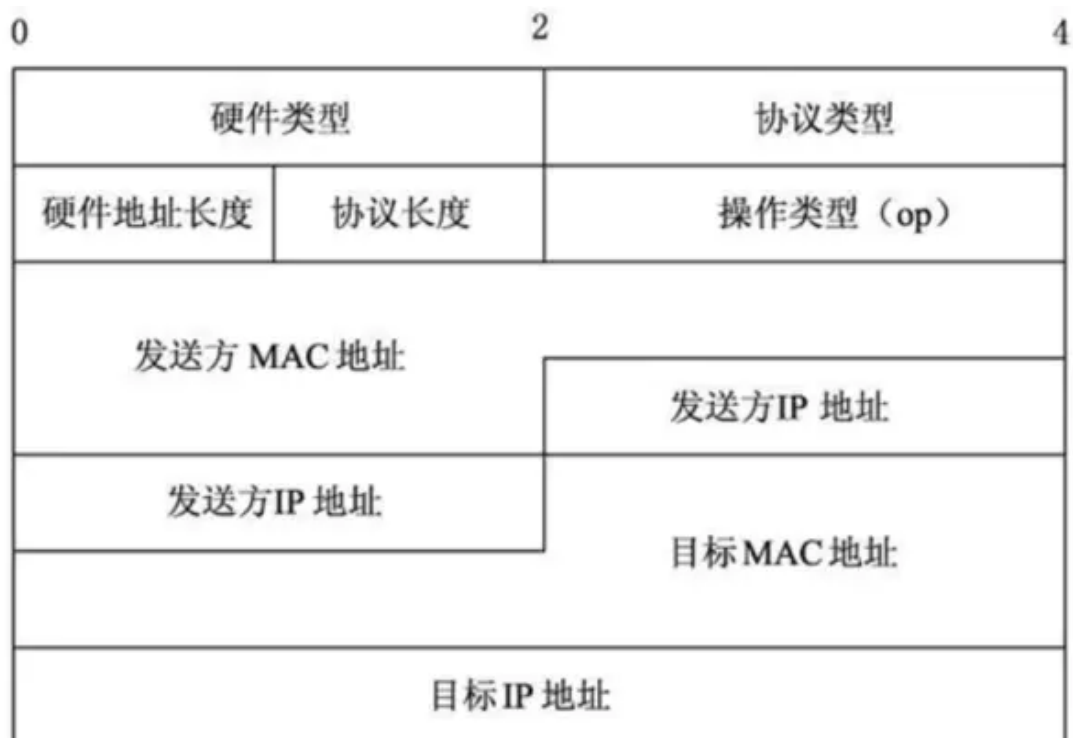 0 2 4
硬件类型 协议类型
硬件地址长度 协议长度 操作类型（op）
发送方 MAC 地址
发送方IP 地址
发送方IP 地址
目标MAC地址
目标IP 地址